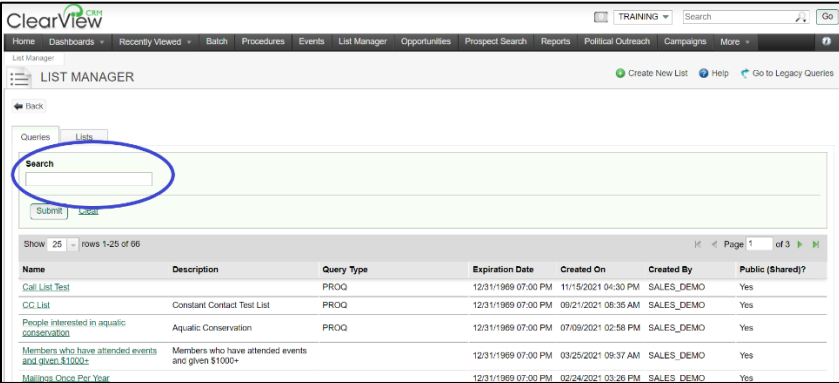 ClearView CRM
TRAINING Search Go
Home Dashboards Recently Viewed Batch Procedures Events List Manager Opportunities Prospect Search Reports Political Outreach Campaigns More
List Manager
LIST MANAGER Create New List Help Go to Legacy Queries
Back
Queries Lists
Search
Submit Clear
Show 25 rows 1-25 of 66 Page 1 of 3
Name Description Query Type Expiration Date Created On Created By Public (Shared)?
Call List Test PROQ 12/31/1969 07:00 PM 11/15/2021 04:30 PM SALES_DEMO Yes
CC List Constant Contact Test List PROQ 12/31/1969 07:00 PM 09/21/2021 08:35 AM SALES_DEMO Yes
People interested in aquatic
conservation Aquatic Conservation PROQ 12/31/1969 07:00 PM 07/09/2021 02:58 PM SALES_DEMO Yes
Members who have attended events Members who have attended events
and given $1000+ and given $1000+ 12/31/1969 07:00 PM 03/25/2021 09:37 AM SALES_DEMO Yes
Mailings Once Per Year 12/31/1969 07:00 PM 02/24/2021 03:26 PM SALES_DEMO Yes